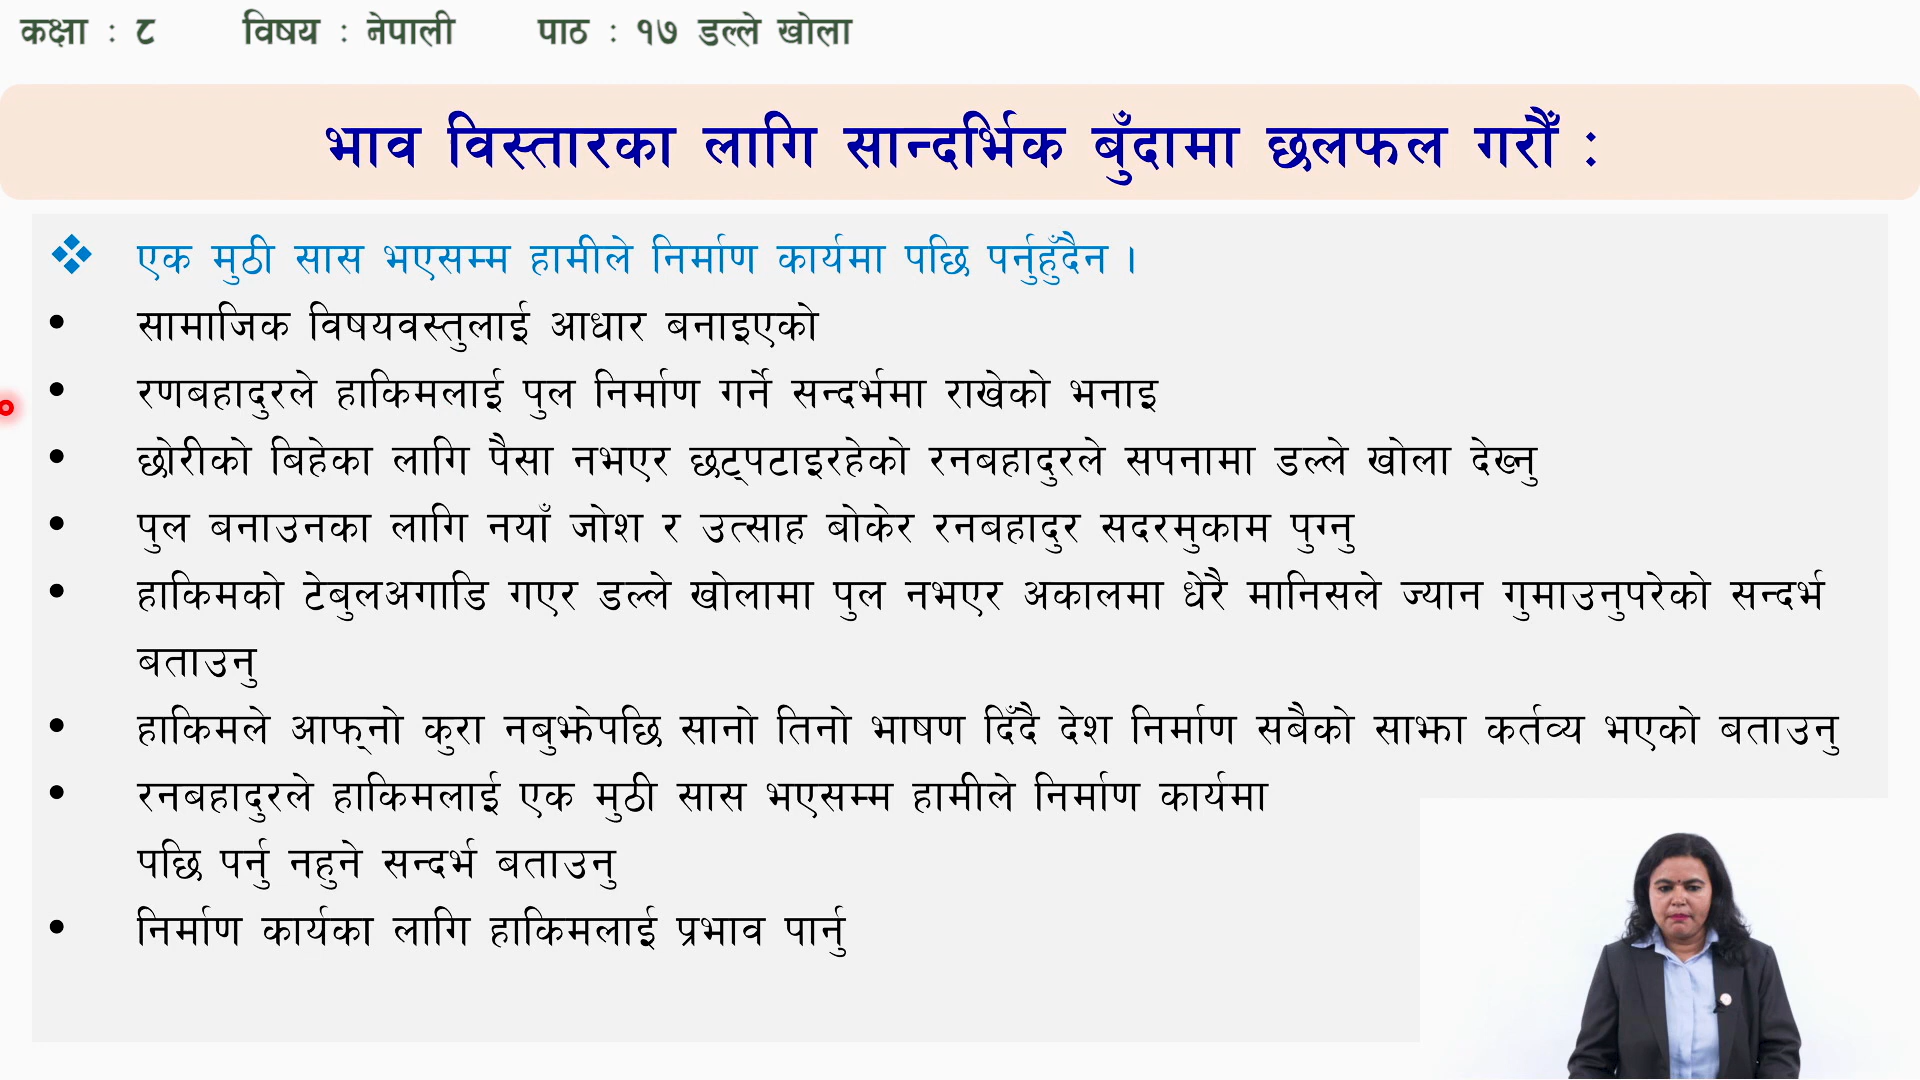 कक्षा : ८ विषय : नेपाली पाठ : १७ डल्ले खोला
भाव विस्तारका लागि सान्दर्भिक बुँदामा छलफल गरौँ :
❖ एक मुठी सास भएसम्म हामीले निर्माण कार्यमा पछि पर्नुहुँदैन ।
• सामाजिक विषयवस्तुलाई आधार बनाइएको
• रणबहादुरले हाकिमलाई पुल निर्माण गर्ने सन्दर्भमा राखेको भनाइ
• छोरीको बिहेका लागि पैसा नभएर छट्पटाइरहेको रनबहादुरले सपनामा डल्ले खोला देख्नु
• पुल बनाउनका लागि नयाँ जोश र उत्साह बोकेर रनबहादुर सदरमुकाम पुग्नु
• हाकिमको टेबुलअगाडि गएर डल्ले खोलामा पुल नभएर अकालमा धेरै मानिसले ज्यान गुमाउनुपरेको सन्दर्भ
बताउनु
• हाकिमले आफ्नो कुरा नबुझेपछि सानो तिनो भाषण दिँदै देश निर्माण सबैको साझा कर्तव्य भएको बताउनु
• रनबहादुरले हाकिमलाई एक मुठी सास भएसम्म हामीले निर्माण कार्यमा
पछि पर्नु नहुने सन्दर्भ बताउनु
• निर्माण कार्यका लागि हाकिमलाई प्रभाव पार्नु